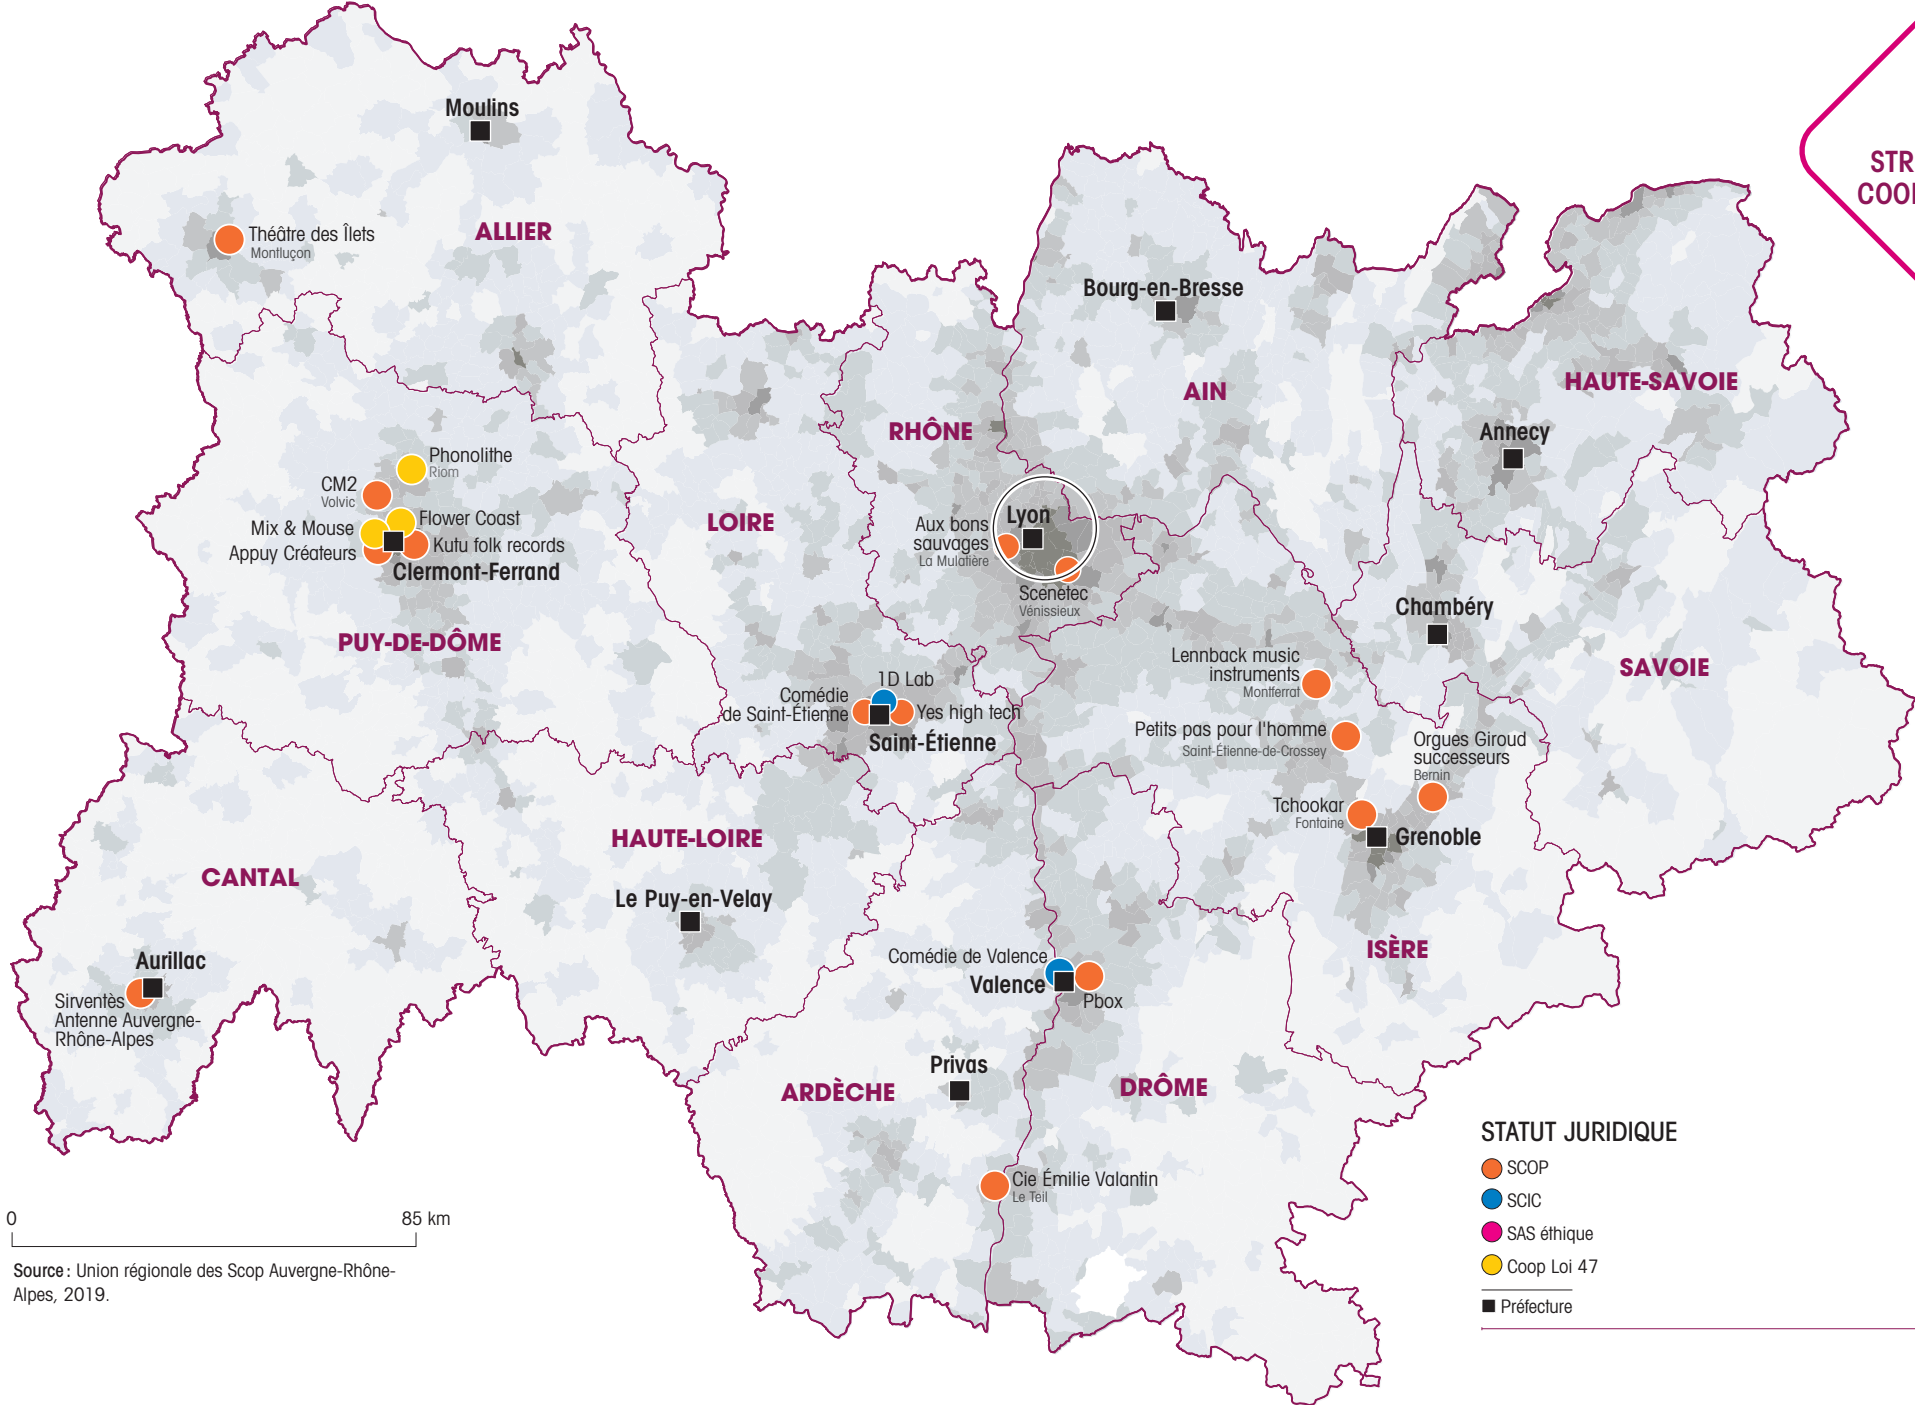 STR
COO
Moulins
Théâtre des Îlets
Montluçon
ALLIER
Bourg-en-Bresse
AIN
HAUTE-SAVOIE
Annecy
RHÔNE
Phonolithe
Riom
CM2
Volvic
Mix & Mouse
Flower Coast
Appuy Créateurs
Kutu folk records
Clermont-Ferrand
PUY-DE-DÔME
LOIRE
Aux bons
sauvages
La Mulatière
Lyon
Scenetec
Vénissieux
Chambéry
SAVOIE
Lennback music
instruments
Montferrat
1D Lab
Comédie
de Saint-Étienne
Yes high tech
Saint-Étienne
Petits pas pour l'homme
Saint-Étienne-de-Crossey
Orgues Giroud
successeurs
Bernin
Tchookar
Fontaine
Grenoble
HAUTE-LOIRE
Le Puy-en-Velay
CANTAL
Aurillac
Sirventès
Antenne Auvergne-
Rhône-Alpes
ISÈRE
Comédie de Valence
Valence
Pbox
Privas
ARDÈCHE
DRÔME
Cie Émilie Valantin
Le Teil
STATUT JURIDIQUE
SCOP
SCIC
SAS éthique
Coop Loi 47
Préfecture
0
85 km
Source : Union régionale des Scop Auvergne-Rhône-
Alpes, 2019.